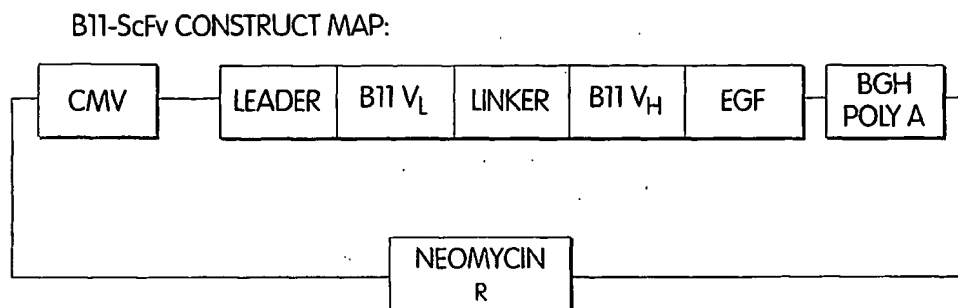 B11-ScFv CONSTRUCT MAP:
CMV
LEADER
B11 VL
LINKER
B11 VH
EGF
BGH
POLY A
NEOMYCIN
R